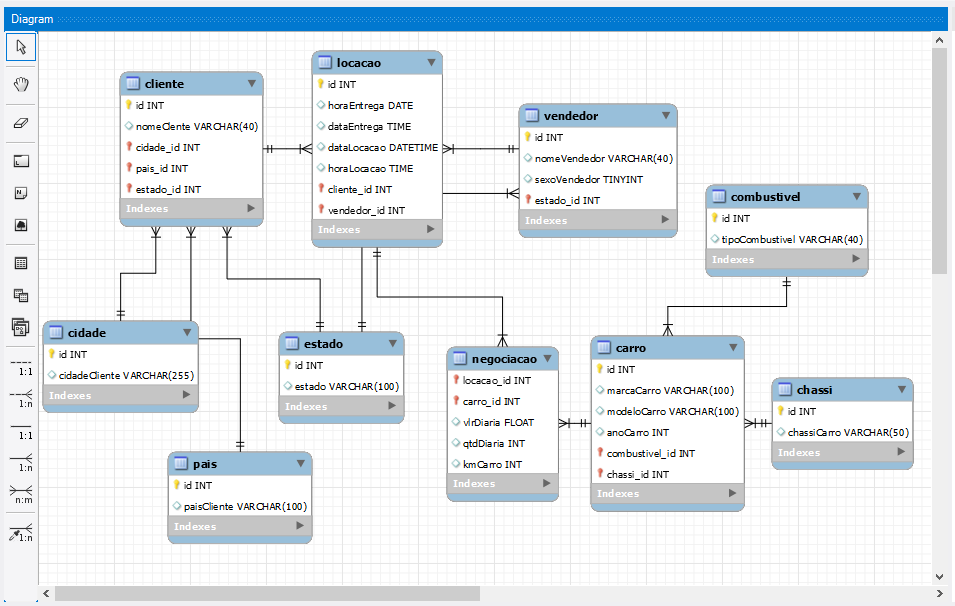 Diagram
cliente
id INT
nomeClente VARCHAR(40)
cidade_id INT
pais_id INT
estado_id INT
Indexes
locacao
id INT
horaEntrega DATE
dataEntrega TIME
dataLocacao DATETIME
horaLocacao TIME
cliente_id INT
vendedor_id INT
Indexes
vendedor
id INT
nomeVendedor VARCHAR(40)
sexoVendedor TINYINT
estado_id INT
Indexes
combustivel
id INT
tipoCombustivel VARCHAR(40)
Indexes
cidade
id INT
cidadeCliente VARCHAR(255)
Indexes
estado
id INT
estado VARCHAR(100)
Indexes
negociacao
locacao_id INT
carro_id INT
vlrDiaria FLOAT
qtdDiaria INT
kmCarro INT
Indexes
carro
id INT
marcaCarro VARCHAR(100)
modeloCarro VARCHAR(100)
anoCarro INT
combustivel_id INT
chassi_id INT
Indexes
chassi
id INT
chassiCarro VARCHAR(50)
Indexes
pais
id INT
paisCliente VARCHAR(100)
Indexes
1:1
1:n
1:1
1:n
n:m
1:n